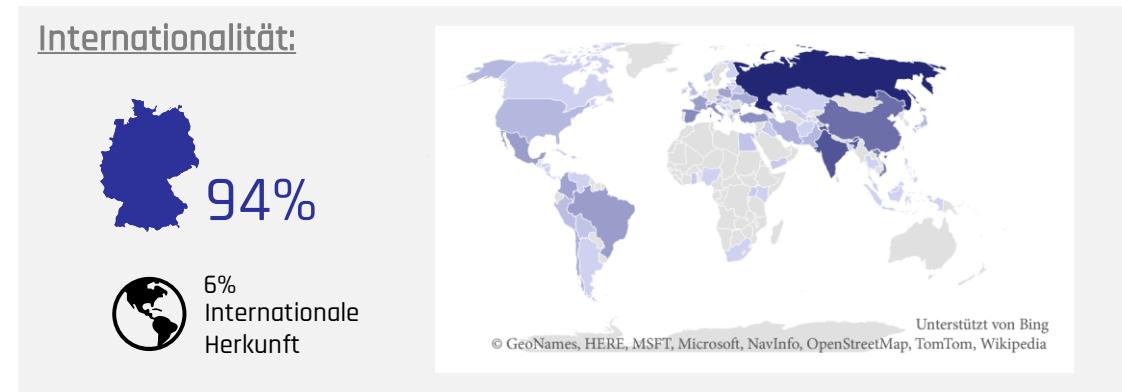 Internationalität:
94%
6%
Internationale
Herkunft
Unterstützt von Bing
© GeoNames, HERE, MSFT, Microsoft, NavInfo, OpenStreetMap, TomTom, Wikipedia